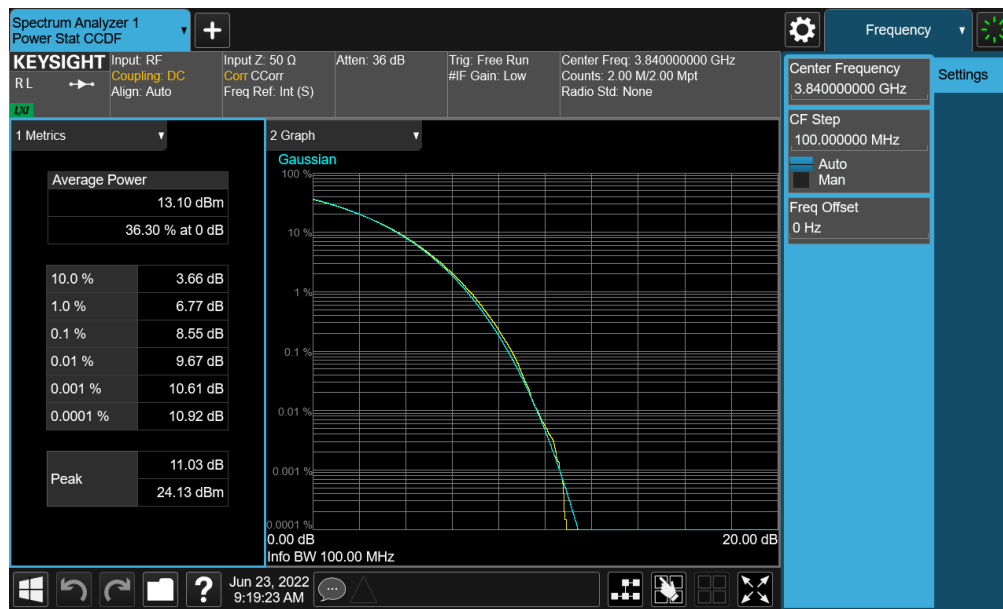 Spectrum Analyzer 1
Power Stat CCDF
+
Frequency
KEYSIGHT
R L
LXI
Input: RF
Coupling: DC
Align: Auto
Input Z: 50 Ω
Corr CCorr
Freq Ref: Int (S)
Atten: 36 dB
Trig: Free Run
#IF Gain: Low
Center Freq: 3.840000000 GHz
Counts: 2.00 M/2.00 Mpt
Radio Std: None
Center Frequency
3.840000000 GHz
Settings
CF Step
100.000000 MHz
Auto
Man
Freq Offset
0 Hz
1 Metrics
Average Power
13.10 dBm
36.30 % at 0 dB
10.0 % 3.66 dB
1.0 % 6.77 dB
0.1 % 8.55 dB
0.01 % 9.67 dB
0.001 % 10.61 dB
0.0001 % 10.92 dB
Peak
11.03 dB
24.13 dBm
2 Graph
Gaussian
100 %
10 %
1 %
0.1 %
0.01 %
0.001 %
0.0001 %
0.00 dB 20.00 dB
Info BW 100.00 MHz
?
Jun 23, 2022
9:19:23 AM